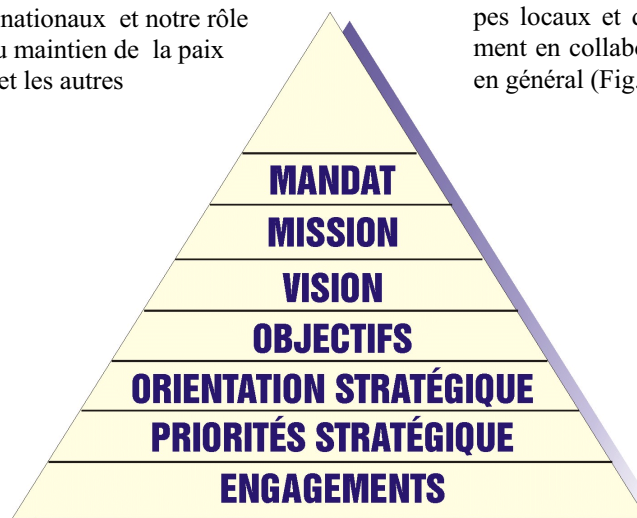 nationaux et notre rôle
u maintien de la paix
et les autres
pes locaux et
ment en collab
en général (Fig.
MANDAT
MISSION
VISION
OBJECTIFS
ORIENTATION STRATÉGIQUE
PRIORITÉS STRATÉGIQUE
ENGAGEMENTS